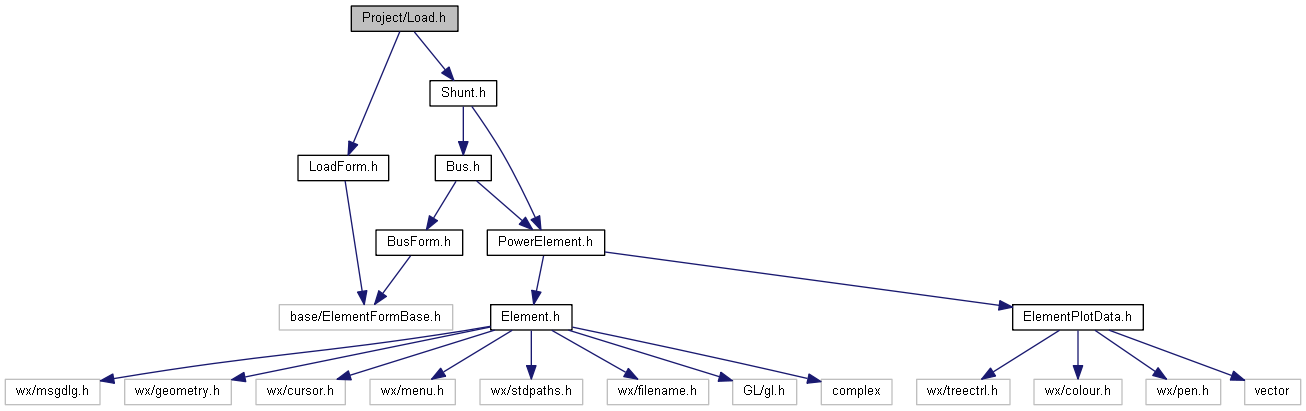 Project/Load.h
Shunt.h
LoadForm.h
Bus.h
BusForm.h
PowerElement.h
base/ElementFormBase.h
Element.h
ElementPlotData.h
wx/msgdlg.h
wx/geometry.h
wx/cursor.h
wx/menu.h
wx/stdpaths.h
wx/filename.h
GL/gl.h
complex
wx/treectrl.h
wx/colour.h
wx/pen.h
vector